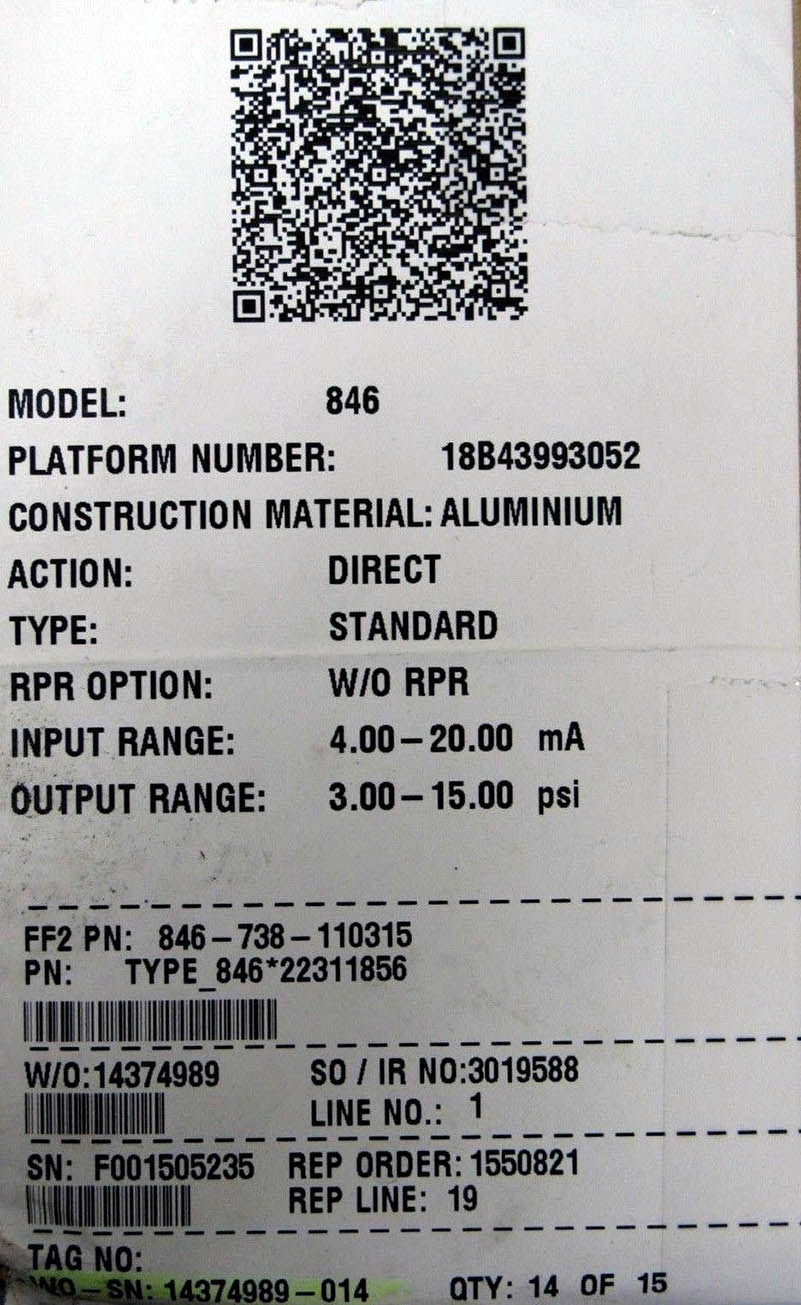 MODEL: 846
PLATFORM NUMBER: 18B43993052
CONSTRUCTION MATERIAL: ALUMINIUM
ACTION: DIRECT
TYPE: STANDARD
RPR OPTION: W/O RPR
INPUT RANGE: 4.00-20.00 mA
OUTPUT RANGE: 3.00-15.00 psi
FF2 PN: 846-738-110315
PN: TYPE_846*22311856
W/O:14374989 SO / IR NO:3019588
LINE NO.: 1
SN: F001505235 REP ORDER: 1550821
REP LINE: 19
TAG NO:
WO-SN: 14374989-014 QTY: 14 OF 15